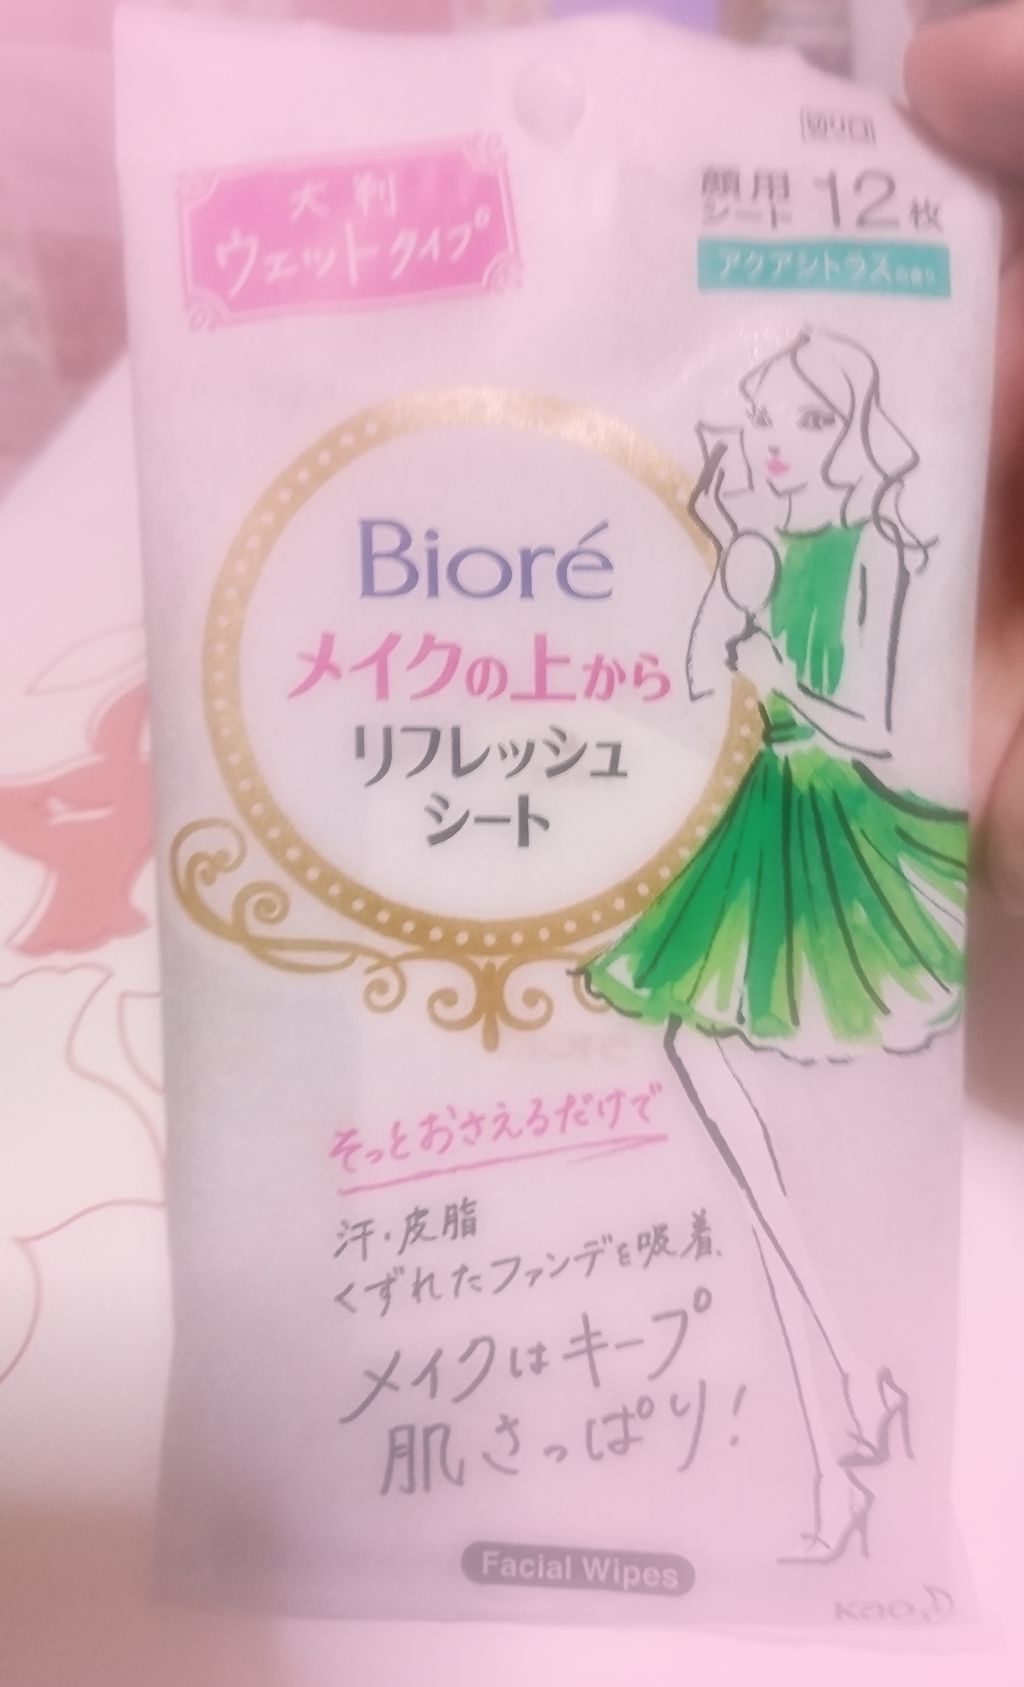 切り口
大判
ウェットタイプ
顔用
シート 12枚
アクアシトラスの香り
Bioré
メイクの上から
リフレッシュ
シート
そっとおさえるだけで
汗・皮脂
くずれたファンデを吸着、
メイクはキープ
肌さっぱり！
Facial Wipes
Kao